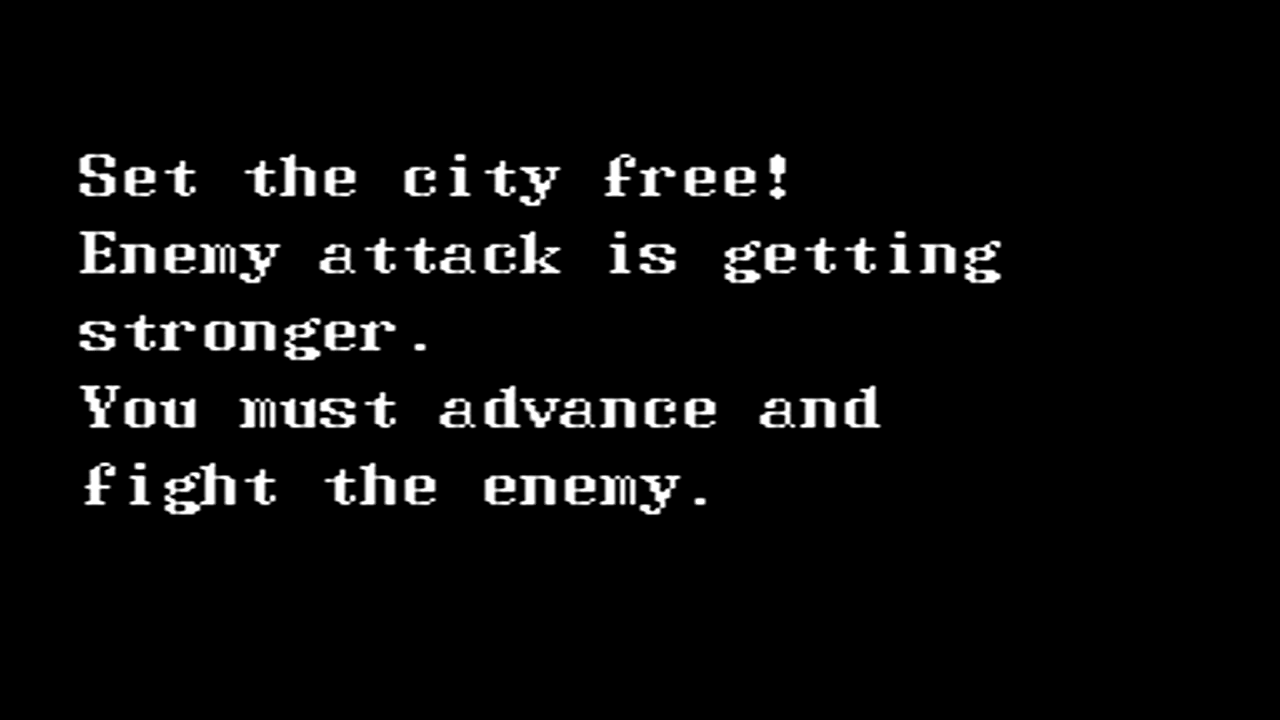 Set the city free!
Enemy attack is getting
stronger.
You must advance and
fight the enemy.